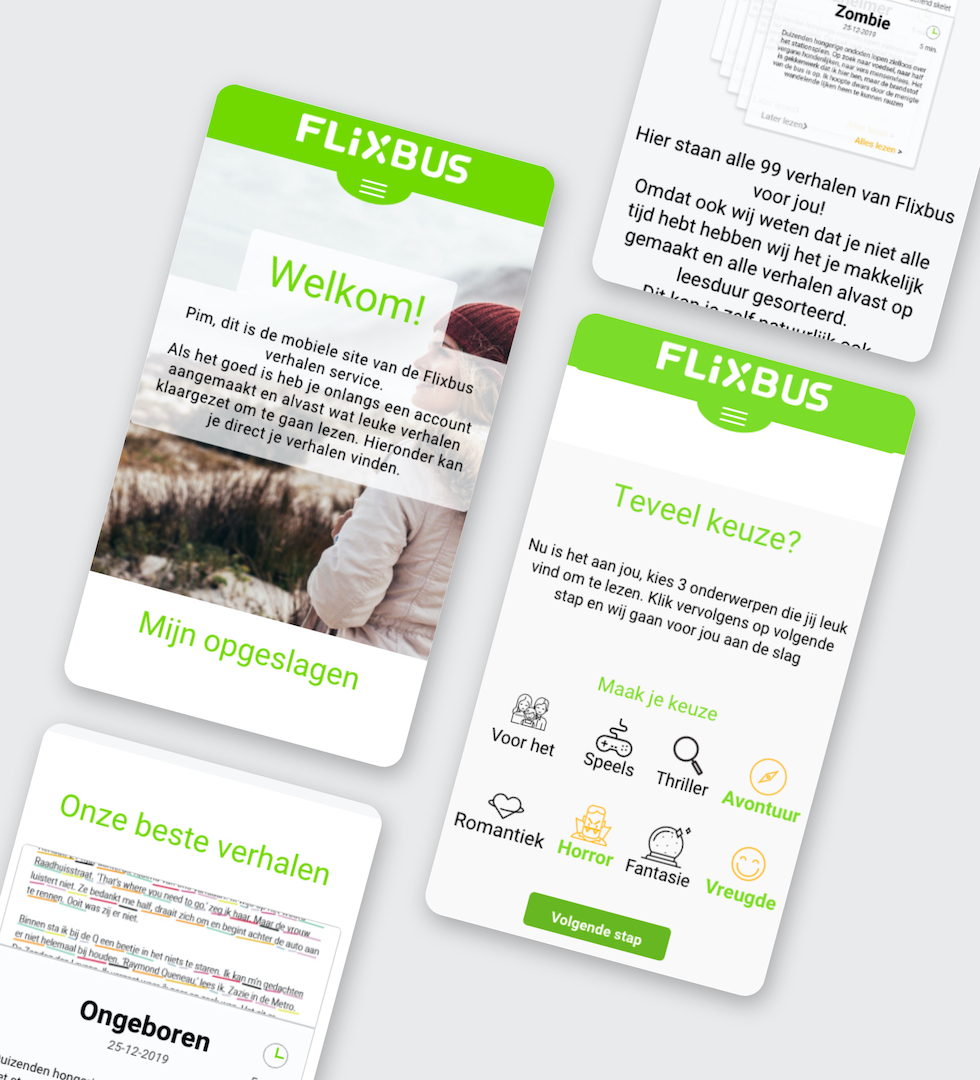 FLiXBUS
Welkom!
Pim, dit is de mobiele site van de Flixbus
verhalen service.
Als het goed is heb je onlangs een account
aangemaakt en alvast wat leuke verhalen
klaargezet om te gaan lezen. Hieronder kan
je direct je verhalen vinden.
Mijn opgeslagen
Zombie
25-12-2019
5 min.
Duizenden hongerige ondoden lopen zielloos over
het stationsplein. Op zoek naar voedsel, naar half
vergane hondenlijken, naar vers mensenvlees. Het
is gekkenwerk dat ik hier ben, maar de brandstof
van de bus is op. Ik hoopte dwars door de menigte
wandelende lijken heen te kunnen rauzen
Later lezen>
Alles lezen >
Hier staan alle 99 verhalen van Flixbus
voor jou!
Omdat ook wij weten dat je niet alle
tijd hebt hebben wij het je makkelijk
gemaakt en alle verhalen alvast op
leesduur gesorteerd.
Dit kan je zelf natuurlijk ook
FLiXBUS
Teveel keuze?
Nu is het aan jou, kies 3 onderwerpen die jij leuk
vind om te lezen. Klik vervolgens op volgende
stap en wij gaan voor jou aan de slag
Maak je keuze
Voor het
Speels
Thriller
Avontuur
Romantiek
Horror
Fantasie
Vreugde
Volgende stap
Onze beste verhalen
Raadhuisstraat. 'That's where you need to go,' zeg ik haar. Maar de vrouw
luistert niet. Ze bedankt me half, draait zich om en begint achter de auto aan
te rennen. Ooit was zij er niet.
Binnen sta ik bij de Q een beetje in het niets te staren. Ik kan m'n gedachten
er niet helemaal bij houden. 'Raymond Queneau,' lees ik. Zazie in de Metro.
Ongeboren
25-12-2019